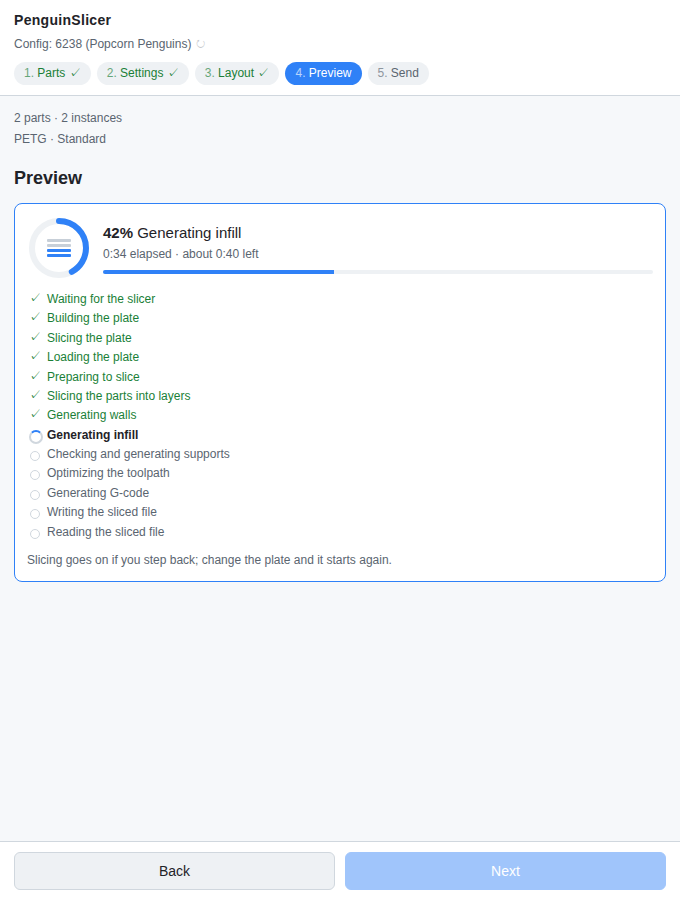 PenguinSlicer
Config: 6238 (Popcorn Penguins)
1. Parts ✓ 2. Settings ✓ 3. Layout ✓ 4. Preview 5. Send
2 parts · 2 instances
PETG · Standard
Preview
42% Generating infill
0:34 elapsed · about 0:40 left
✓ Waiting for the slicer
✓ Building the plate
✓ Slicing the plate
✓ Loading the plate
✓ Preparing to slice
✓ Slicing the parts into layers
✓ Generating walls
Generating infill
Checking and generating supports
Optimizing the toolpath
Generating G-code
Writing the sliced file
Reading the sliced file
Slicing goes on if you step back; change the plate and it starts again.
Back Next